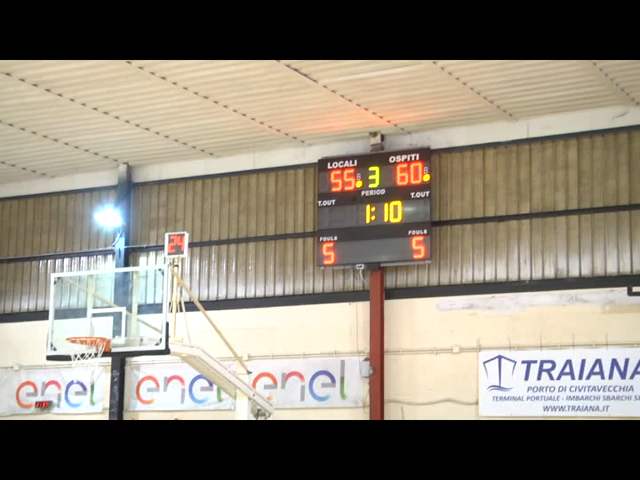 LOCALI OSPITI
55 3 60
PERIOD
T.OUT T.OUT
1:10
FOULS FOULS
5 5
24
enel enel enel
TRAIANA
PORTO DI CIVITAVECCHIA
TERMINAL PORTUALE - IMBARCHI SBARCHI
WWW.TRAIANA.IT